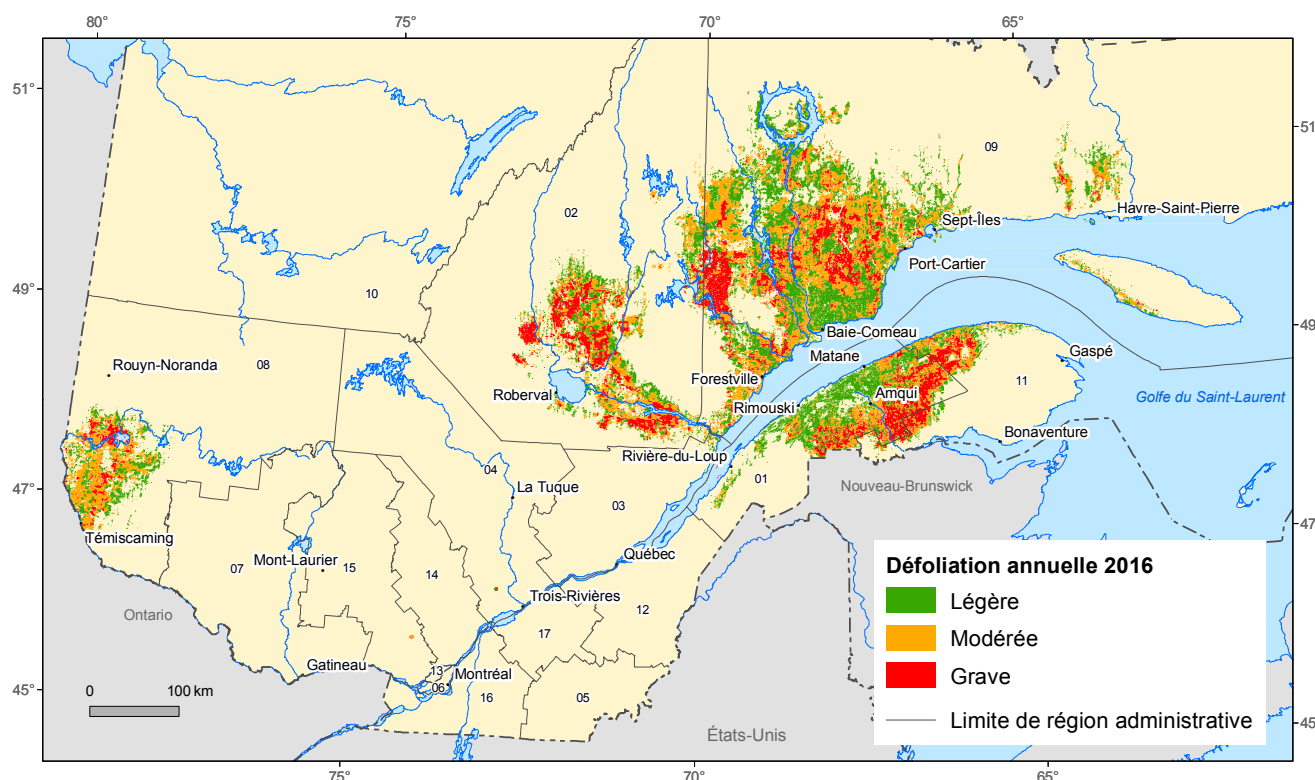 80°
75°
70°
65°
51°
51
09
02
Havre-Saint-Pierre
Sept-Îles
Port-Cartier
49°
10
49
Baie-Comeau
Matane
Gaspé
Rouyn-Noranda
08
Forestville
11
Roberval
Amqui
Golfe du Saint-Laurent
Rimouski
Bonaventure
Rivière-du-Loup
04
01
47°
La Tuque
Nouveau-Brunswick
03
47
Témiscaming
Québec
Mont-Laurier
07
15
14
Défoliation annuelle 2016
Trois-Rivières
Légère
Ontario
12
17
Modérée
Gatineau
13
Montréal
Grave
45°
0
100 km
06
16
05
Limite de région administrative
45
États-Unis
75°
70°
65°